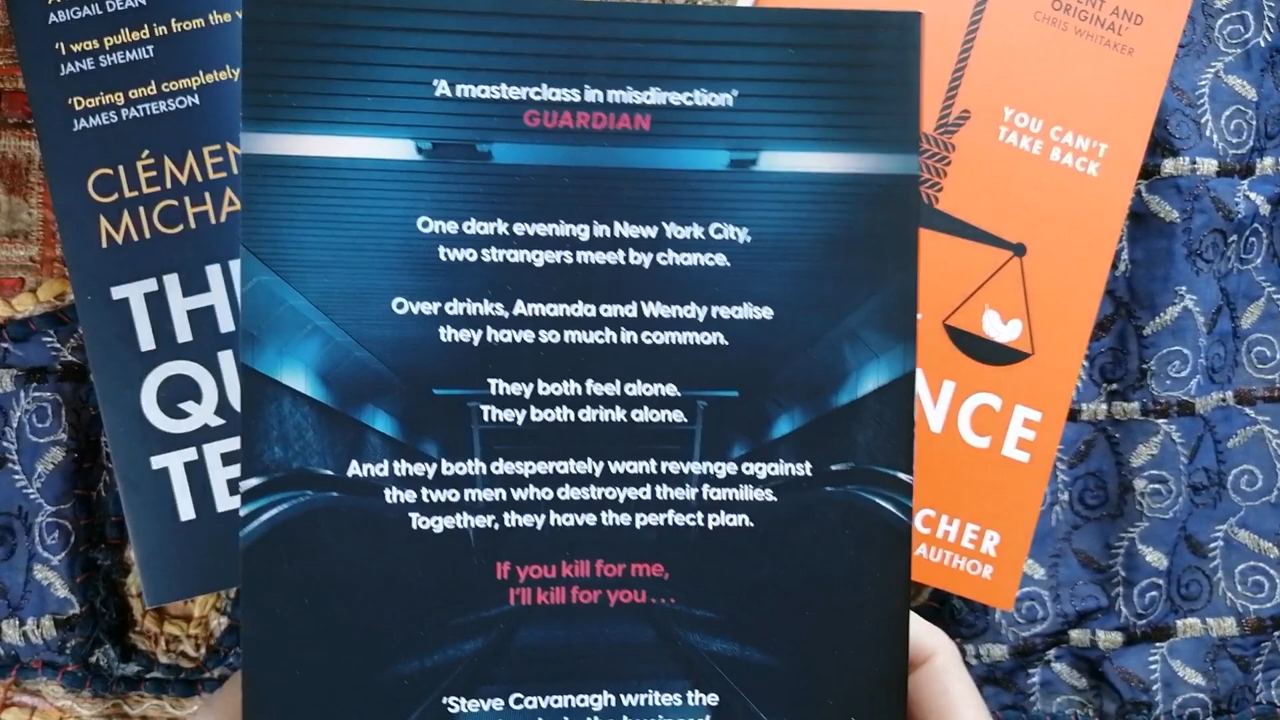 ABIGAIL DEAN
'I was pulled in from the
JANE SHEMILT
'Daring and completely
JAMES PATTERSON
CLÉMEN
MICHA
TH
QU
TE
'A masterclass in misdirection'
GUARDIAN
One dark evening in New York City,
two strangers meet by chance.
Over drinks, Amanda and Wendy realise
they have so much in common.
They both feel alone.
They both drink alone.
And they both desperately want revenge against
the two men who destroyed their families.
Together, they have the perfect plan.
If you kill for me,
I'll kill for you ...
'Steve Cavanagh writes the
ENT AND
ORIGINAL'
CHRIS WHITAKER
YOU CAN'T
TAKE BACK
NCE
CHER
AUTHOR